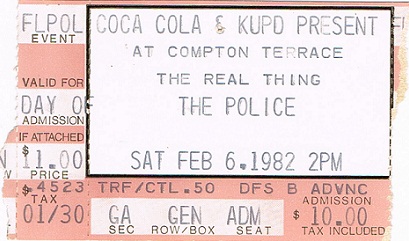 FLPOL COCA COLA & KUPD PRESENT
EVENT AT COMPTON TERRACE
VALID FOR THE REAL THING
DAY O THE POLICE
ADMISSION
IF ATTACHED
$11.00 SAT FEB 6.1982 2PM
PRICE
$.4523 TRF/CTL.50 DFS B ADVNC
TAX ADMISSION
01/30 GA GEN ADM $10.00
SEC ROW/BOX SEAT TAX INCLUDED